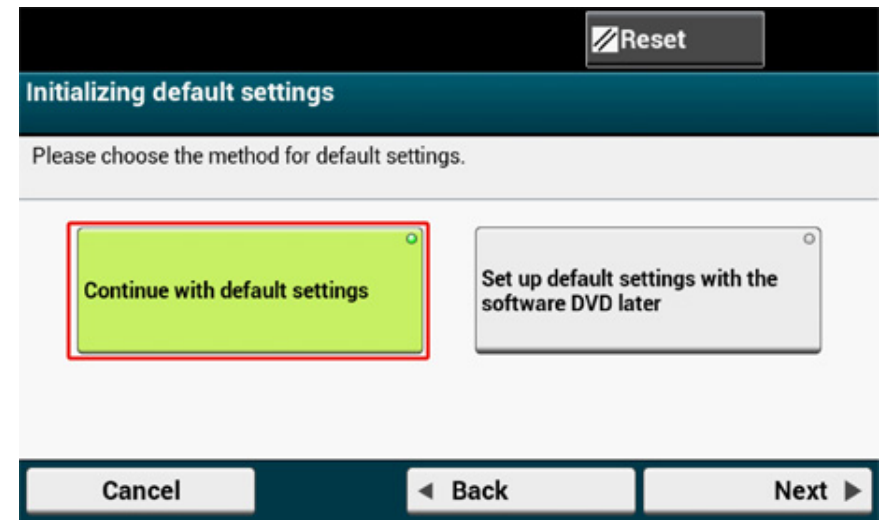 Reset
Initializing default settings
Please choose the method for default settings.
Continue with default settings
Set up default settings with the
software DVD later
Cancel
Back
Next